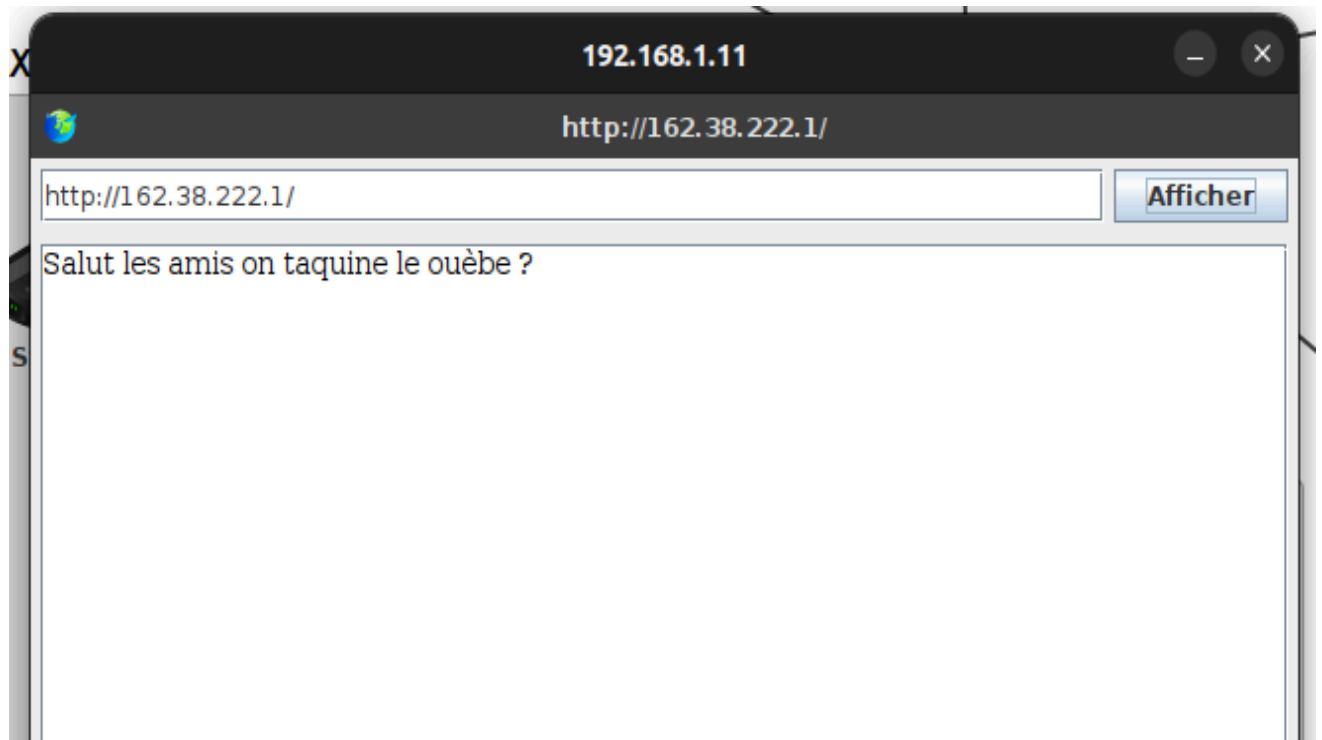 X
192.168.1.11
http://162.38.222.1/
http://162.38.222.1/
Afficher
Salut les amis on taquine le ouèbe ?
S